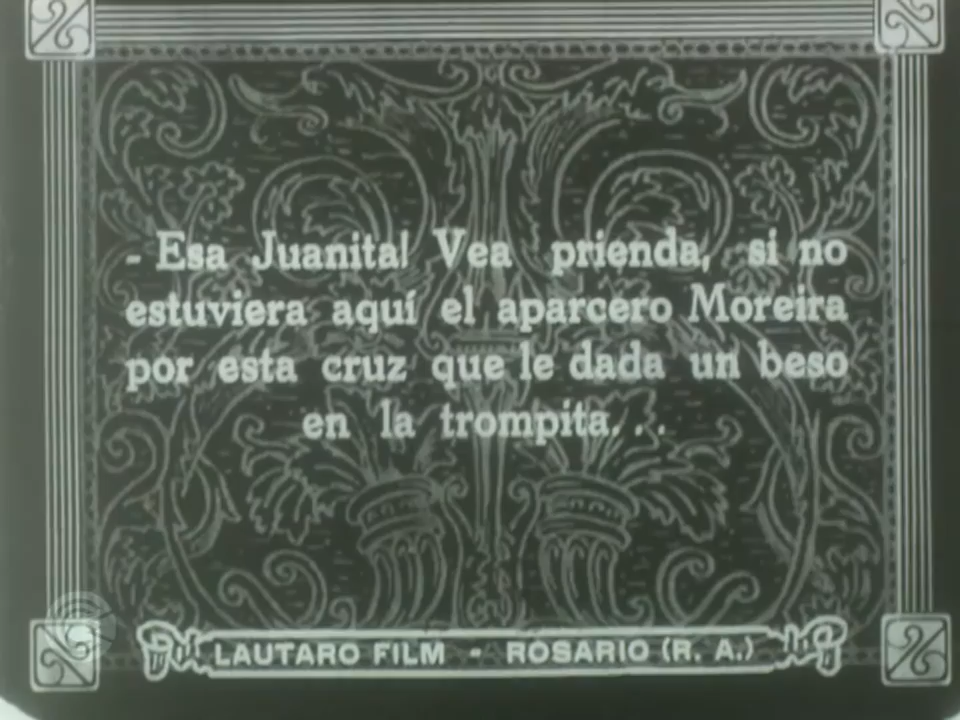 - Esa Juanita! Vea prienda, si no
estuviera aquí el aparcero Moreira
por esta cruz que le dada un beso
en la trompita...
LAUTARO FILM - ROSARIO (R. A.)